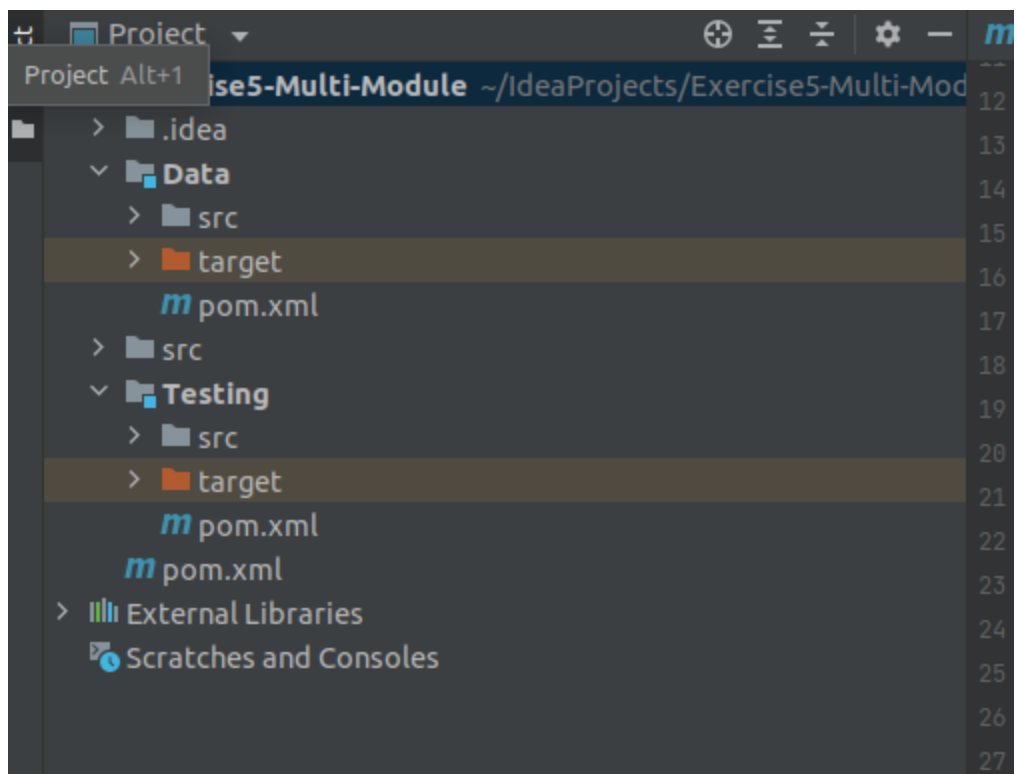 Project
Project Alt+1
ise5-Multi-Module ~/IdeaProjects/Exercise5-Multi-Mod
.idea
Data
src
target
m pom.xml
src
Testing
src
target
m pom.xml
m pom.xml
External Libraries
Scratches and Consoles
m
12
13
14
15
16
17
18
19
20
21
22
23
24
25
26
27